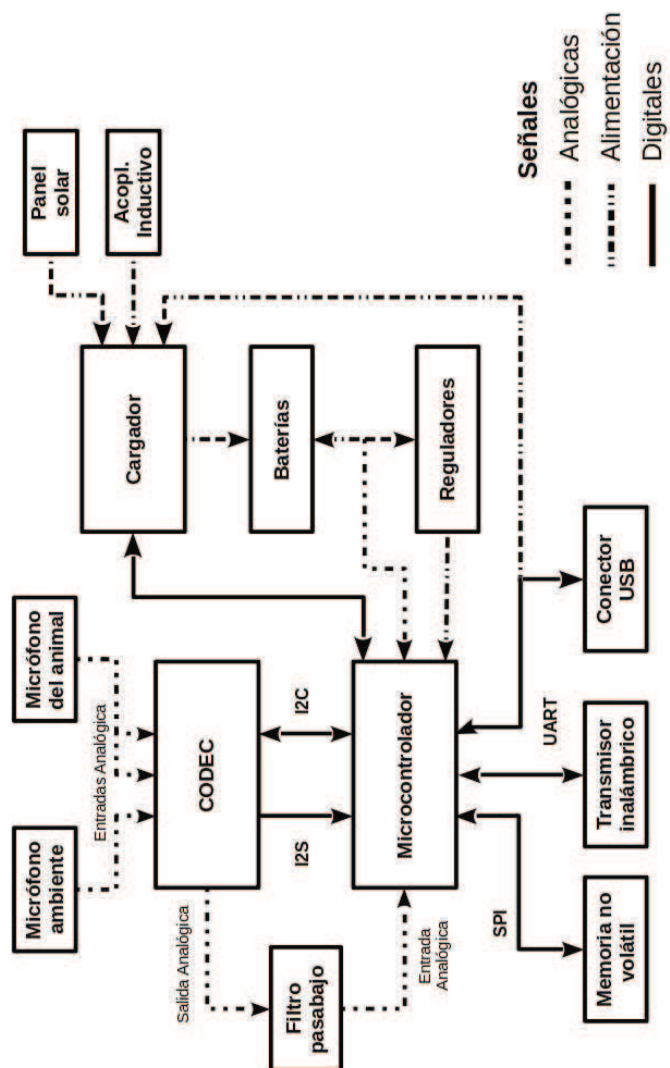 Micrófono
ambiente
Micrófono
del animal
Panel
solar
Acopl.
Inductivo
Entradas Analógica
CODEC
Cargador
Salida Analógica
I2S
I2C
Baterías
Filtro
pasabajo
Entrada
Analógica
Microcontrolador
Reguladores
SPI
UART
Memoria no
volátil
Transmisor
inalámbrico
Conector
USB
Señales
Analógicas
Alimentación
Digitales